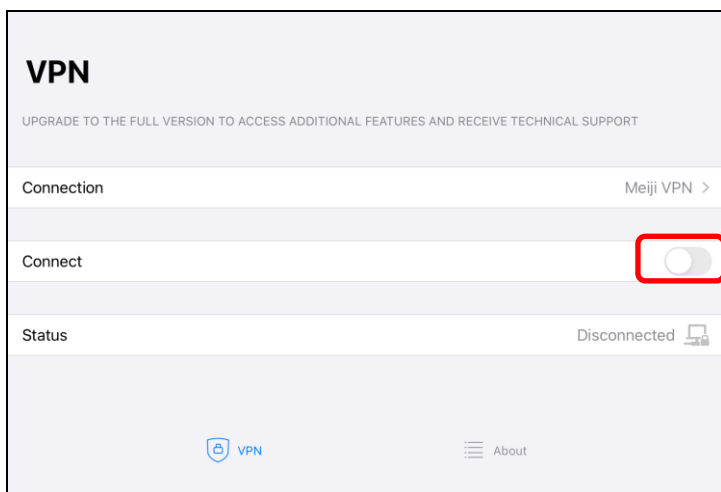 VPN
UPGRADE TO THE FULL VERSION TO ACCESS ADDITIONAL FEATURES AND RECEIVE TECHNICAL SUPPORT
Connection Meiji VPN >
Connect
Status Disconnected
VPN About